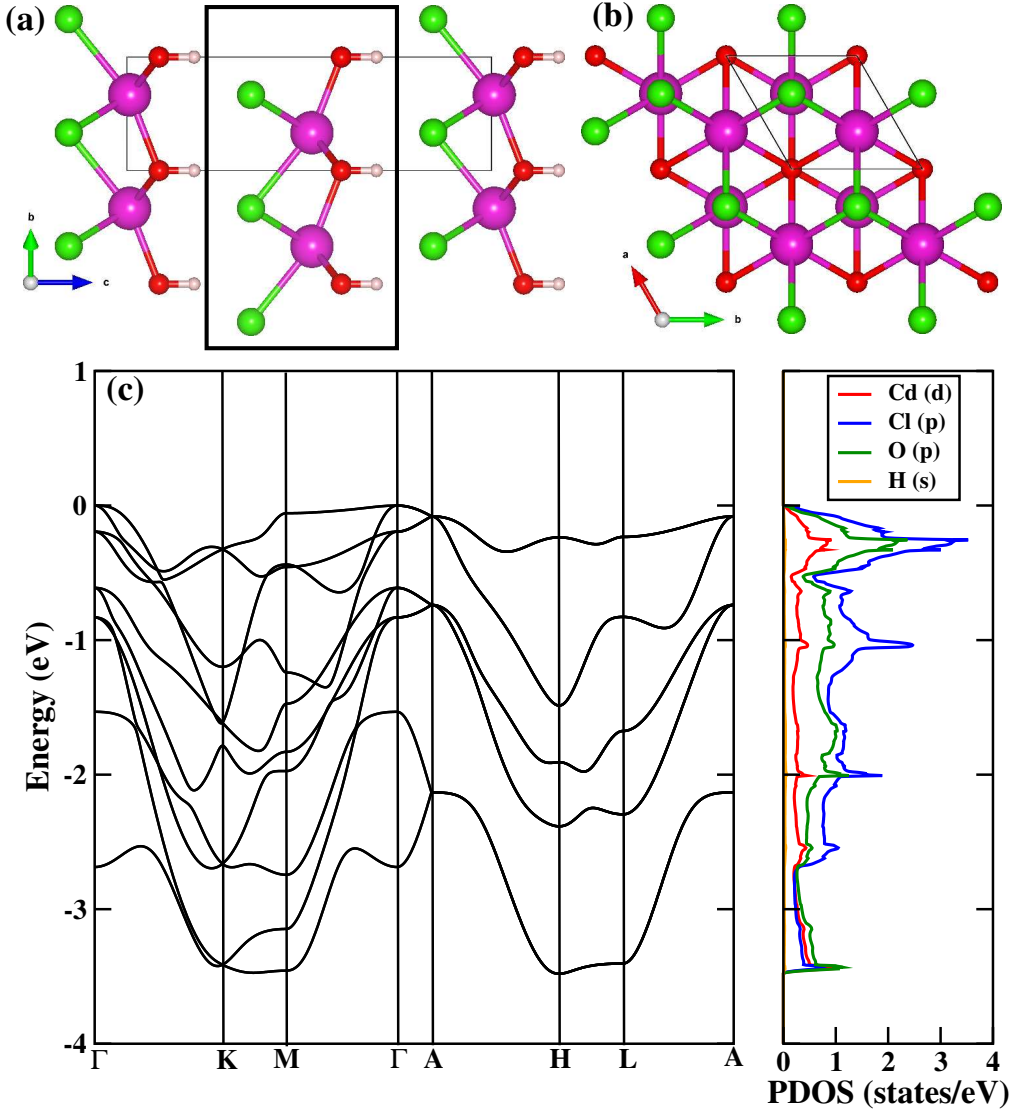 (a)
b
c
(b)
a
b
(c)
Energy (eV)
1
0
-1
-2
-3
-4
Γ K M Γ A H L A
Cd (d)
Cl (p)
O (p)
H (s)
0 1 2 3 4
PDOS (states/eV)